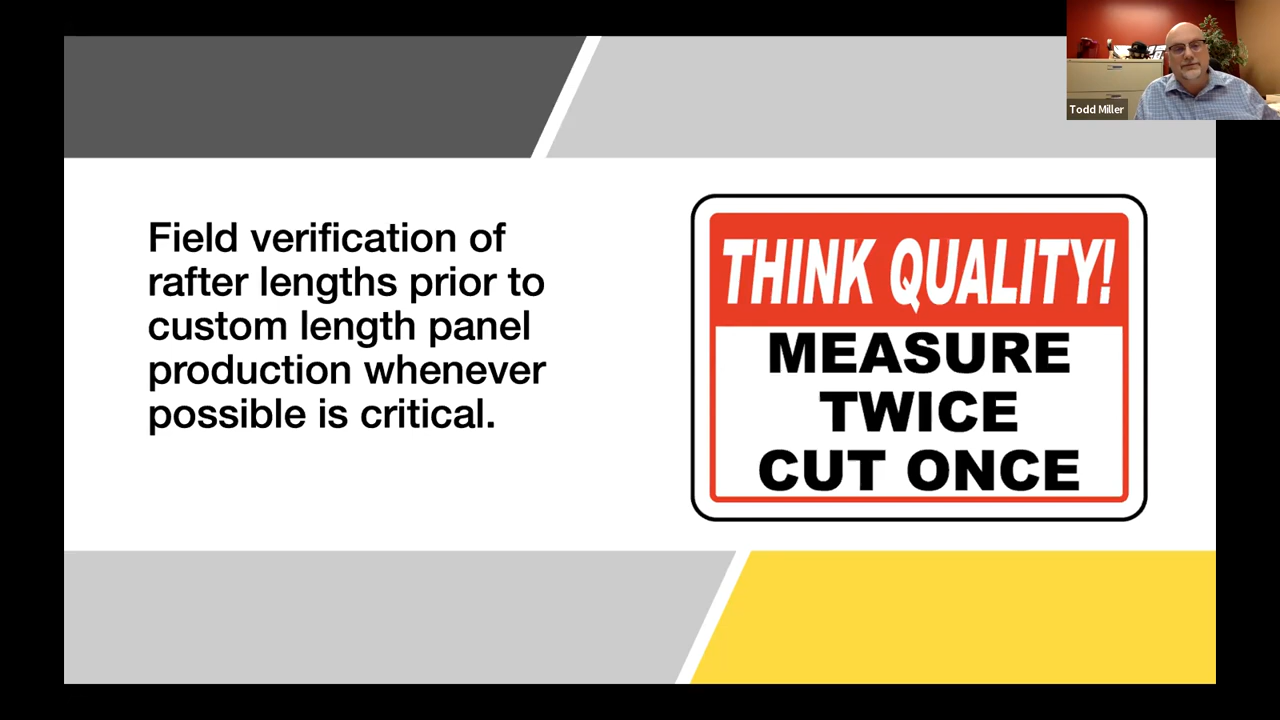 Todd Miller
Field verification of
rafter lengths prior to
custom length panel
production whenever
possible is critical.
THINK QUALITY!
MEASURE
TWICE
CUT ONCE